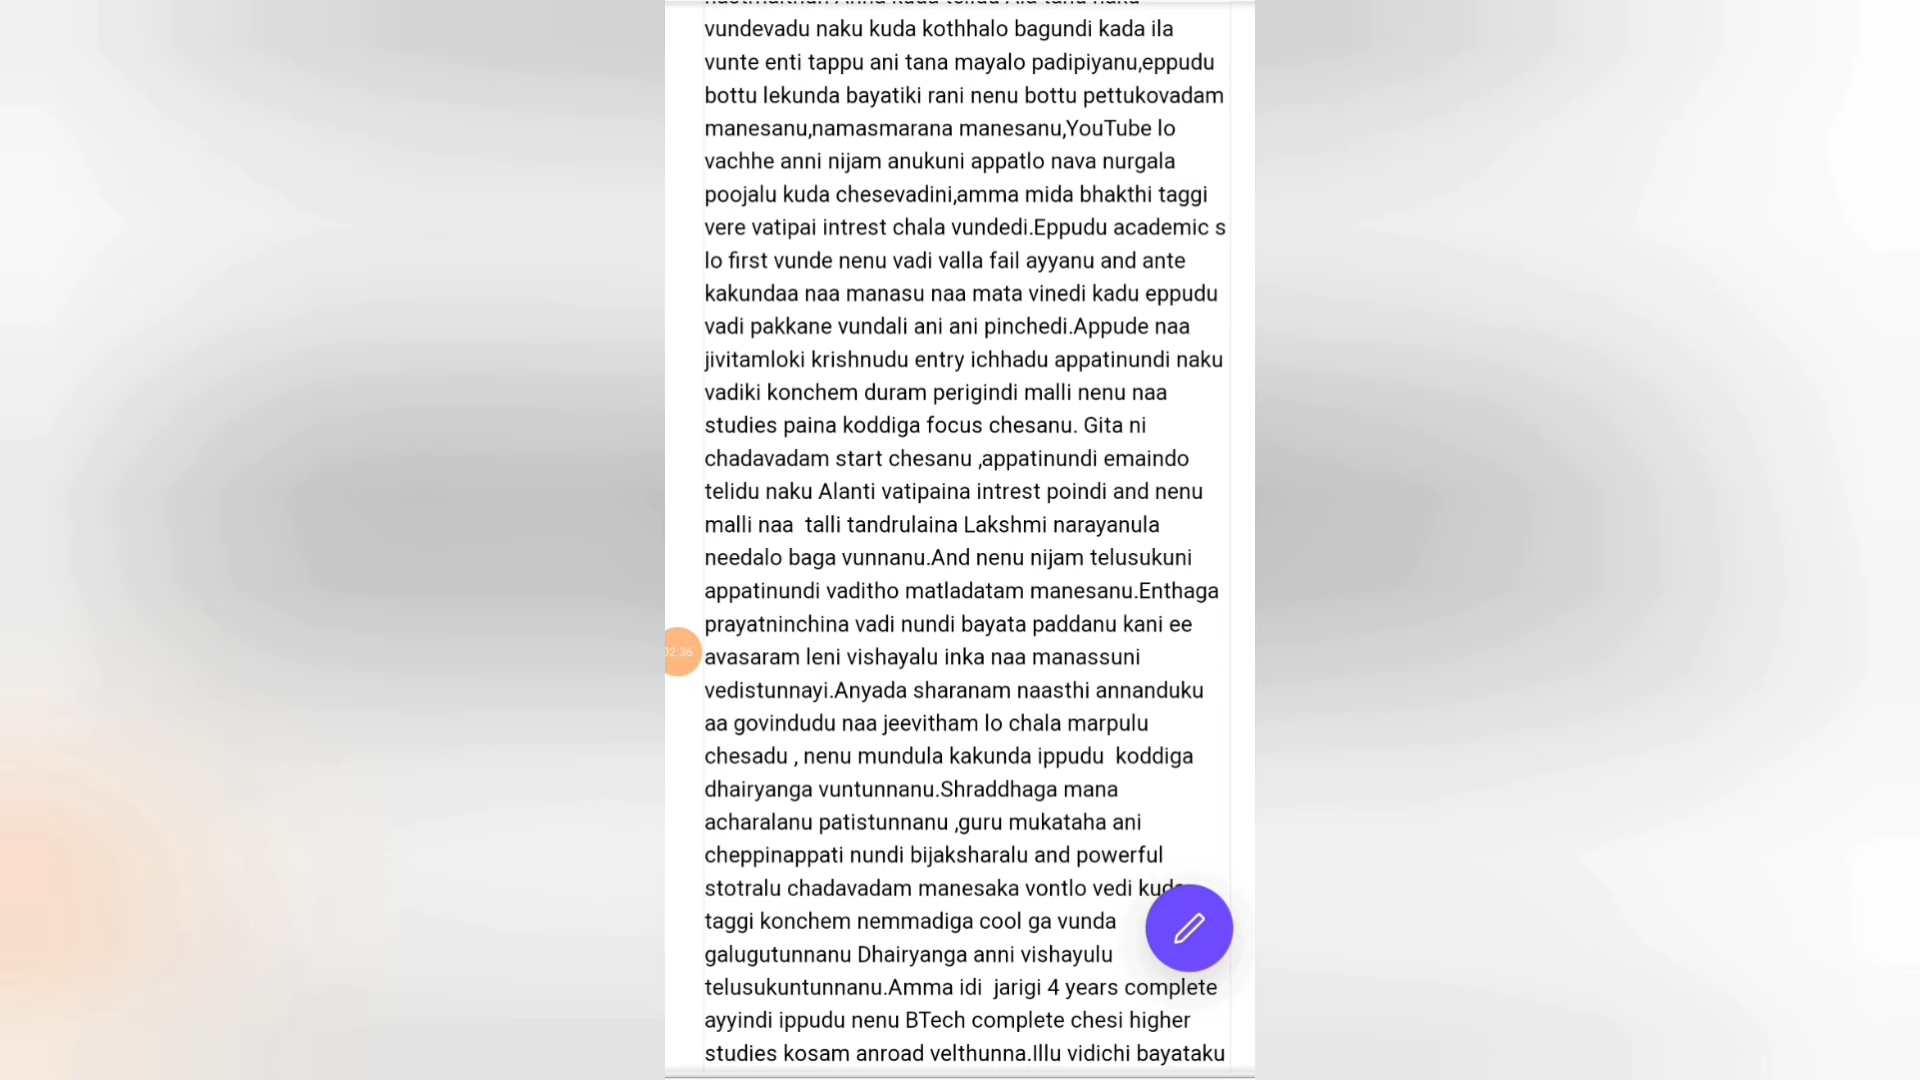 vundevadu naku kuda kothhalo bagundi kada ila
vunte enti tappu ani tana mayalo padipiyanu,eppudu
bottu lekunda bayatiki rani nenu bottu pettukovadam
manesanu,namasmarana manesanu,YouTube lo
vachhe anni nijam anukuni appatlo nava nurgala
poojalu kuda chesevadini,amma mida bhakthi taggi
vere vatipai intrest chala vundedi.Eppudu academic s
lo first vunde nenu vadi valla fail ayyanu and ante
kakundaa naa manasu naa mata vinedi kadu eppudu
vadi pakkane vundali ani ani pinchedi.Appude naa
jivitamloki krishnudu entry ichhadu appatinundi naku
vadiki konchem duram perigindi malli nenu naa
studies paina koddiga focus chesanu. Gita ni
chadavadam start chesanu ,appatinundi emaindo
telidu naku Alanti vatipaina intrest poindi and nenu
malli naa  talli tandrulaina Lakshmi narayanula
needalo baga vunnanu.And nenu nijam telusukuni
appatinundi vaditho matladatam manesanu.Enthaga
prayatninchina vadi nundi bayata paddanu kani ee
02:36
avasaram leni vishayalu inka naa manassuni
vedistunnayi.Anyada sharanam naasthi annanduku
aa govindudu naa jeevitham lo chala marpulu
chesadu , nenu mundula kakunda ippudu  koddiga
dhairyanga vuntunnanu.Shraddhaga mana
acharalanu patistunnanu ,guru mukataha ani
cheppinappati nundi bijaksharalu and powerful
stotralu chadavadam manesaka vontlo vedi kuda
taggi konchem nemmadiga cool ga vunda
galugutunnanu Dhairyanga anni vishayulu
telusukuntunnanu.Amma idi  jarigi 4 years complete
ayyindi ippudu nenu BTech complete chesi higher
studies kosam anroad velthunna.Illu vidichi bayataku